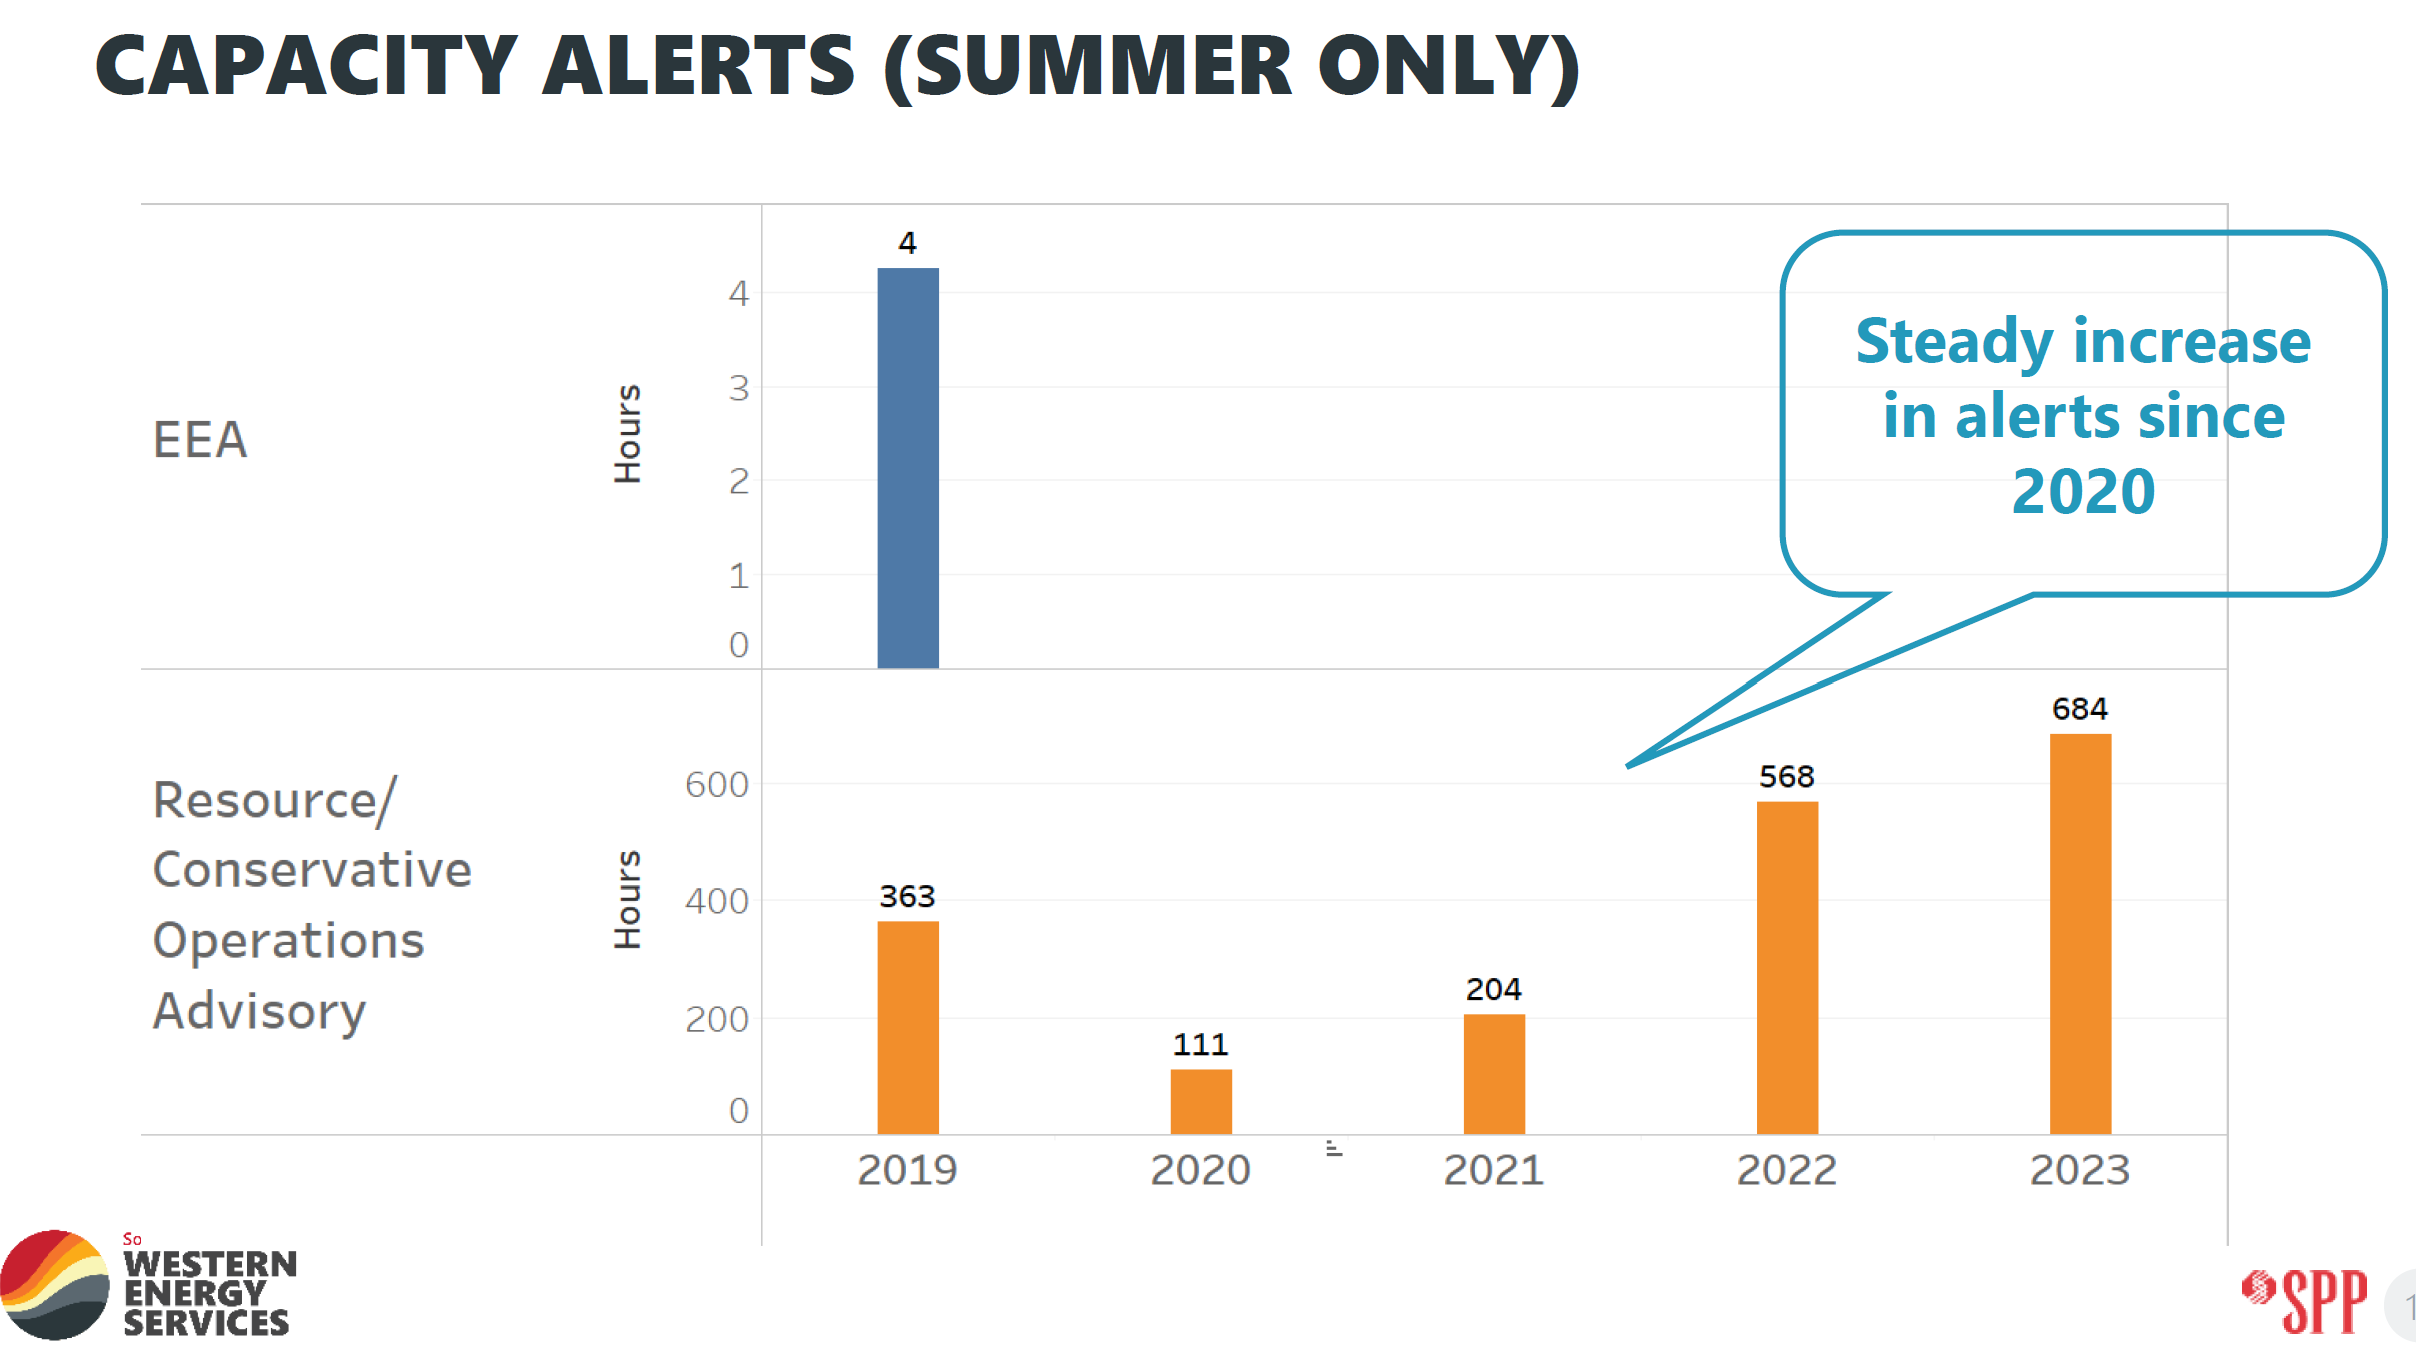 CAPACITY ALERTS (SUMMER ONLY)
EEA
Hours
4
3
2
1
0
4
Steady increase
in alerts since
2020
Resource/
Conservative
Operations
Advisory
Hours
600
400
200
0
363
111
204
568
684
2019
2020
2021
2022
2023
So
WESTERN
ENERGY
SERVICES
SPP
1